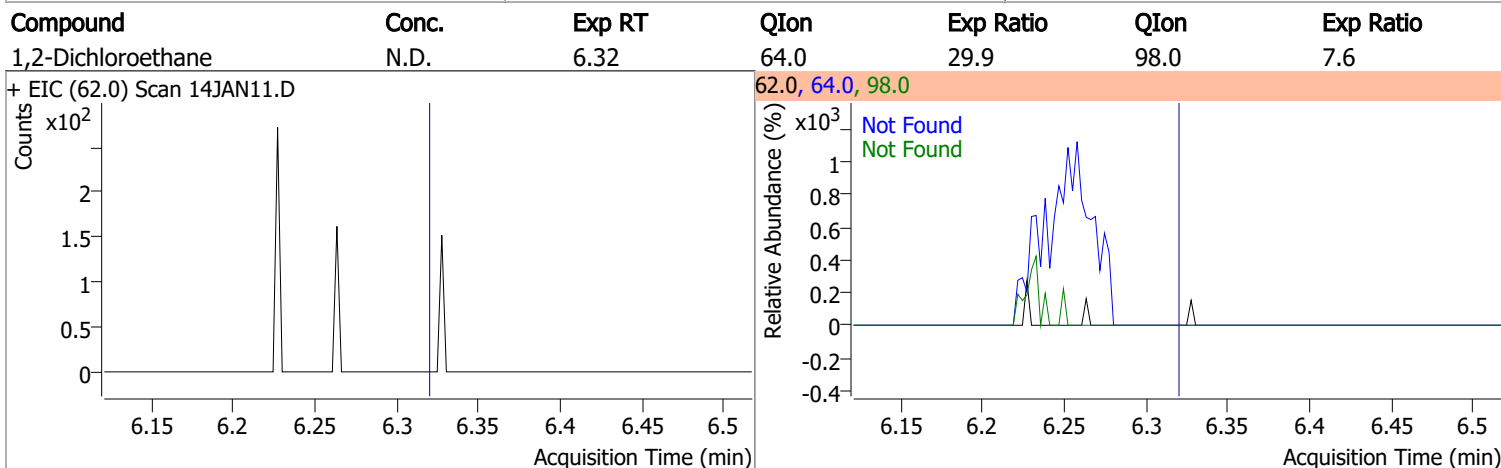 Compound Conc. Exp RT QIon Exp Ratio QIon Exp Ratio
1,2-Dichloroethane N.D. 6.32 64.0 29.9 98.0 7.6
+ EIC (62.0) Scan 14JAN11.D
Counts
x10²
2
1.5
1
0.5
0
6.15 6.2 6.25 6.3 6.35 6.4 6.45 6.5
Acquisition Time (min)
62.0, 64.0, 98.0
Relative Abundance (%)
x10³
Not Found
Not Found
1
0.8
0.6
0.4
0.2
0
-0.2
-0.4
6.15 6.2 6.25 6.3 6.35 6.4 6.45 6.5
Acquisition Time (min)